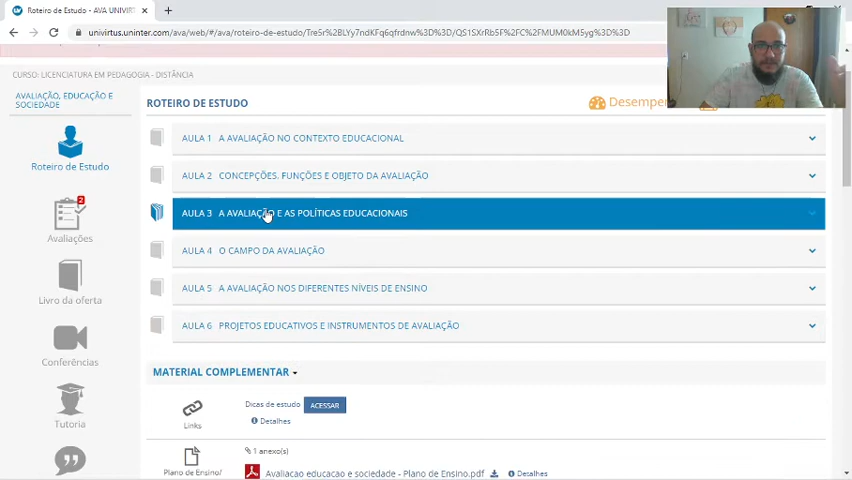 Roteiro de Estudo - AVA UNIVIRT
univirtus.uninter.com/ava/web/#/ava/roteiro-de-estudo/Tre5r%2BLYy7ndKFq6qfrdnw%3D%3D/QS1SXrRb5F%2FC%2FMUM0kM5yg%3D%3D
CURSO: LICENCIATURA EM PEDAGOGIA - DISTÂNCIA
AVALIAÇÃO, EDUCAÇÃO E
SOCIEDADE
ROTEIRO DE ESTUDO
Desempe
AULA 1 A AVALIAÇÃO NO CONTEXTO EDUCACIONAL
Roteiro de Estudo
AULA 2 CONCEPÇÕES, FUNÇÕES E OBJETO DA AVALIAÇÃO
AULA 3 A AVALIAÇÃO E AS POLÍTICAS EDUCACIONAIS
2
Avaliações
AULA 4 O CAMPO DA AVALIAÇÃO
AULA 5 A AVALIAÇÃO NOS DIFERENTES NÍVEIS DE ENSINO
Livro da oferta
AULA 6 PROJETOS EDUCATIVOS E INSTRUMENTOS DE AVALIAÇÃO
Conferências
MATERIAL COMPLEMENTAR
Dicas de estudo ACESSAR
Links
Detalhes
Tutoria
1 anexo(s)
Plano de Ensino/
Avaliacao educacao e sociedade - Plano de Ensino.pdf Detalhes